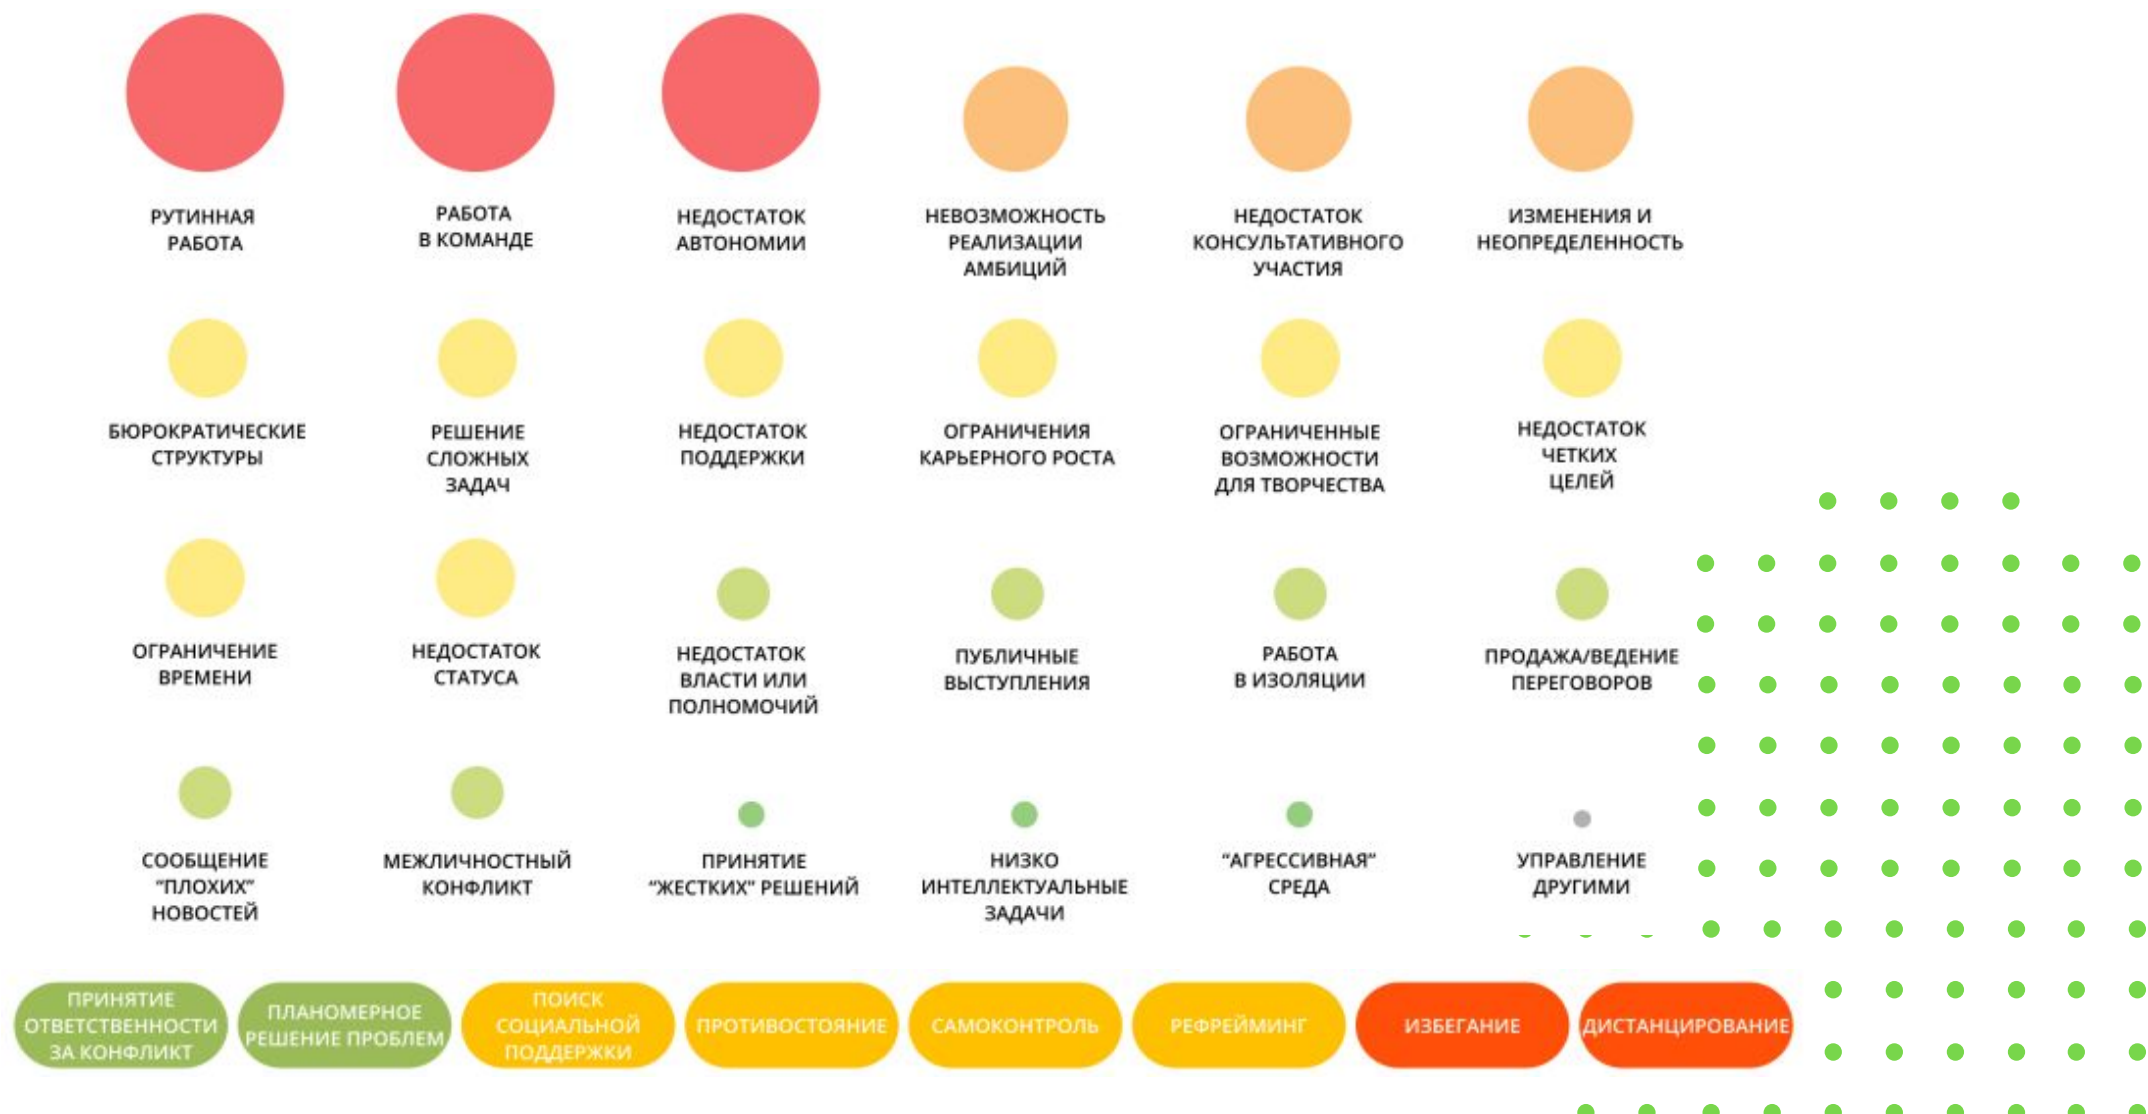 РУТИННАЯ
РАБОТА
РАБОТА
В КОМАНДЕ
НЕДОСТАТОК
АВТОНОМИИ
НЕВОЗМОЖНОСТЬ
РЕАЛИЗАЦИИ
АМБИЦИЙ
НЕДОСТАТОК
КОНСУЛЬТАТИВНОГО
УЧАСТИЯ
ИЗМЕНЕНИЯ И
НЕОПРЕДЕЛЕННОСТЬ
БЮРОКРАТИЧЕСКИЕ
СТРУКТУРЫ
РЕШЕНИЕ
СЛОЖНЫХ
ЗАДАЧ
НЕДОСТАТОК
ПОДДЕРЖКИ
ОГРАНИЧЕНИЯ
КАРЬЕРНОГО РОСТА
ОГРАНИЧЕННЫЕ
ВОЗМОЖНОСТИ
ДЛЯ ТВОРЧЕСТВА
НЕДОСТАТОК
ЧЕТКИХ
ЦЕЛЕЙ
ОГРАНИЧЕНИЕ
ВРЕМЕНИ
НЕДОСТАТОК
СТАТУСА
НЕДОСТАТОК
ВЛАСТИ ИЛИ
ПОЛНОМОЧИЙ
ПУБЛИЧНЫЕ
ВЫСТУПЛЕНИЯ
РАБОТА
В ИЗОЛЯЦИИ
ПРОДАЖА/ВЕДЕНИЕ
ПЕРЕГОВОРОВ
СООБЩЕНИЕ
“ПЛОХИХ”
НОВОСТЕЙ
МЕЖЛИЧНОСТНЫЙ
КОНФЛИКТ
ПРИНЯТИЕ
“ЖЕСТКИХ” РЕШЕНИЙ
НИЗКО
ИНТЕЛЛЕКТУАЛЬНЫЕ
ЗАДАЧИ
“АГРЕССИВНАЯ”
СРЕДА
УПРАВЛЕНИЕ
ДРУГИМИ
ПРИНЯТИЕ
ОТВЕТСТВЕННОСТИ
ЗА КОНФЛИКТ
ПЛАНОМЕРНОЕ
РЕШЕНИЕ ПРОБЛЕМ
ПОИСК
СОЦИАЛЬНОЙ
ПОДДЕРЖКИ
ПРОТИВОСТОЯНИЕ
САМОКОНТРОЛЬ
РЕФРЕЙМИНГ
ИЗБЕГАНИЕ
ДИСТАНЦИРОВАНИЕ